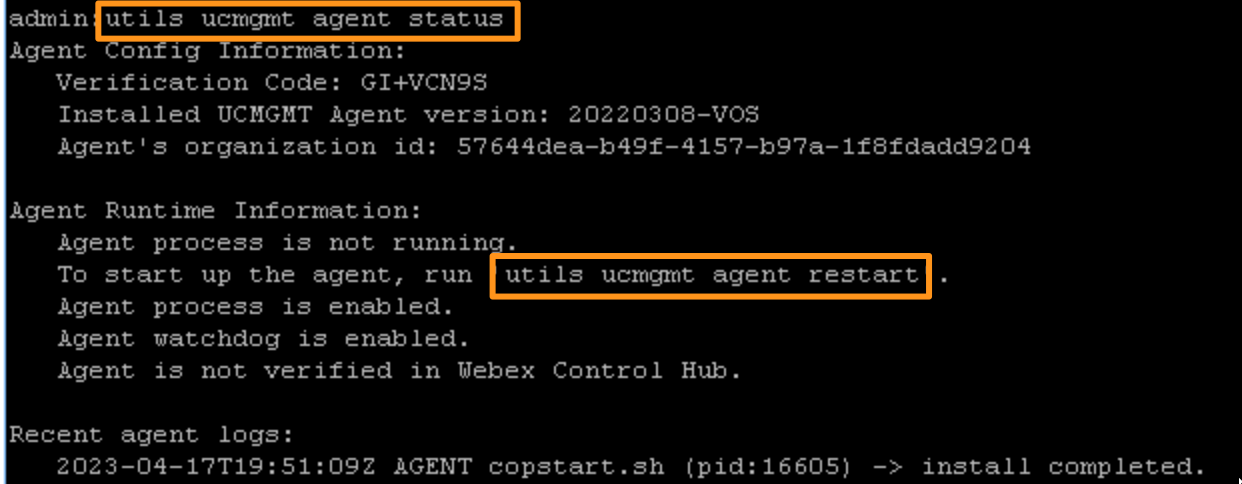 admin:utils ucmgmt agent status
Agent Config Information:
Verification Code: GI+VCN9S
Installed UCMGMT Agent version: 20220308-VOS
Agent's organization id: 57644dea-b49f-4157-b97a-1f8fdadd9204
Agent Runtime Information:
Agent process is not running.
To start up the agent, run utils ucmgmt agent restart .
Agent process is enabled.
Agent watchdog is enabled.
Agent is not verified in Webex Control Hub.
Recent agent logs:
2023-04-17T19:51:09Z AGENT copstart.sh (pid:16605) -> install completed.